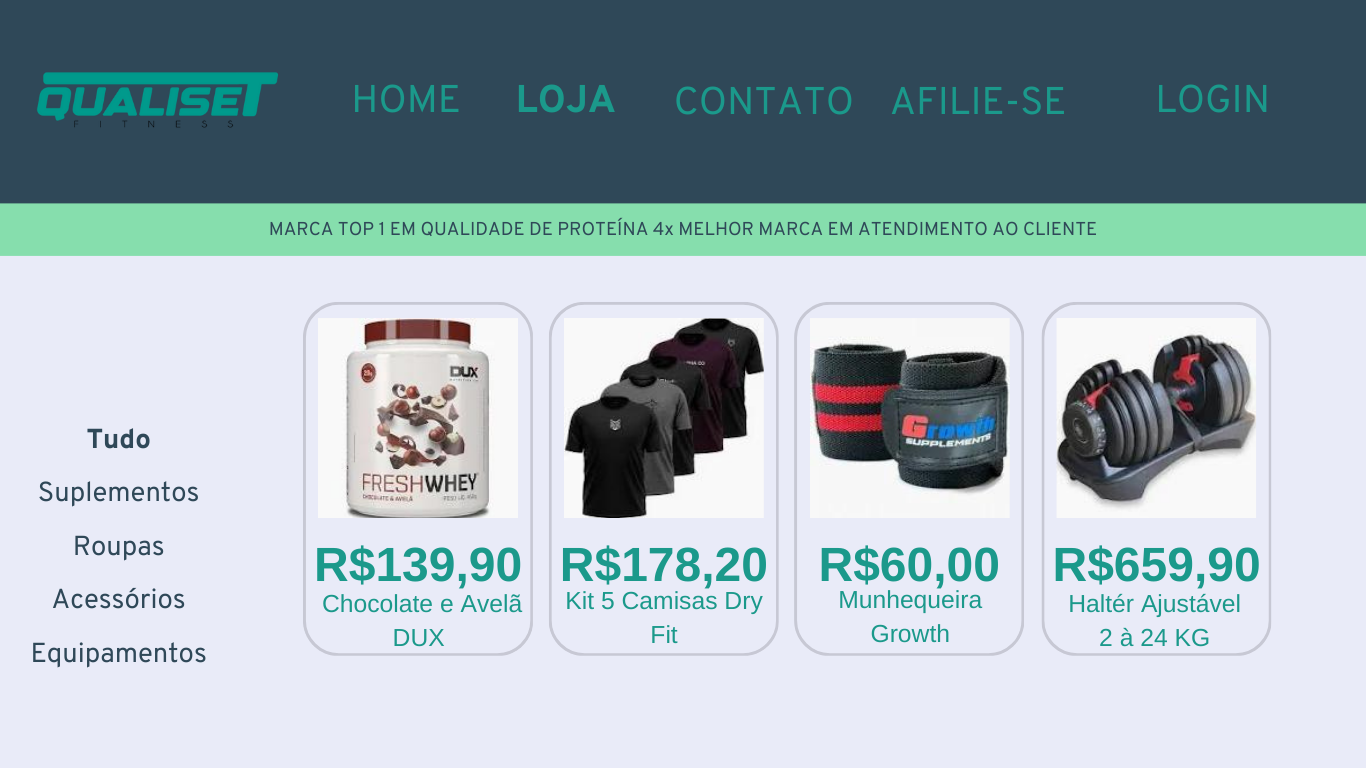 QUALISET
FITNESS
HOME
LOJA
CONTATO
AFILIE-SE
LOGIN
MARCA TOP 1 EM QUALIDADE DE PROTEÍNA 4x MELHOR MARCA EM ATENDIMENTO AO CLIENTE
Tudo
Suplementos
Roupas
Acessórios
Equipamentos
DUX
FRESHWHEY
CHOCOLATE & AVELÃ
R$139,90
Chocolate e Avelã
DUX
R$178,20
Kit 5 Camisas Dry
Fit
Growth
SUPPLEMENTS
R$60,00
Munhequeira
Growth
R$659,90
Haltér Ajustável
2 à 24 KG